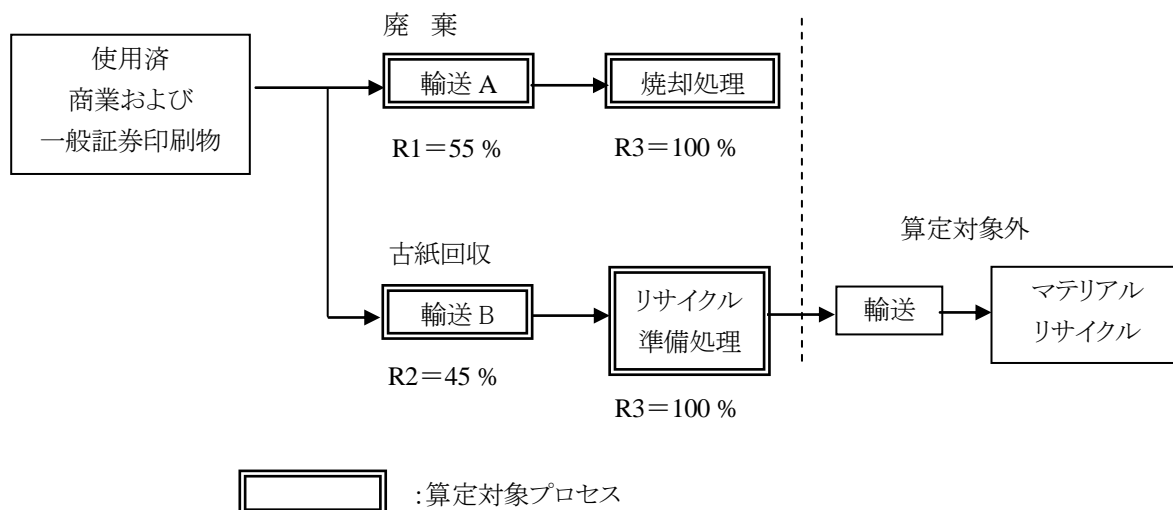 廃 棄
使用済
商業および
一般証券印刷物
輸送 A
焼却処理
R1＝55 %
R3＝100 %
算定対象外
古紙回収
輸送 B
リサイクル
準備処理
輸送
マテリアル
リサイクル
R2＝45 %
R3＝100 %
：算定対象プロセス